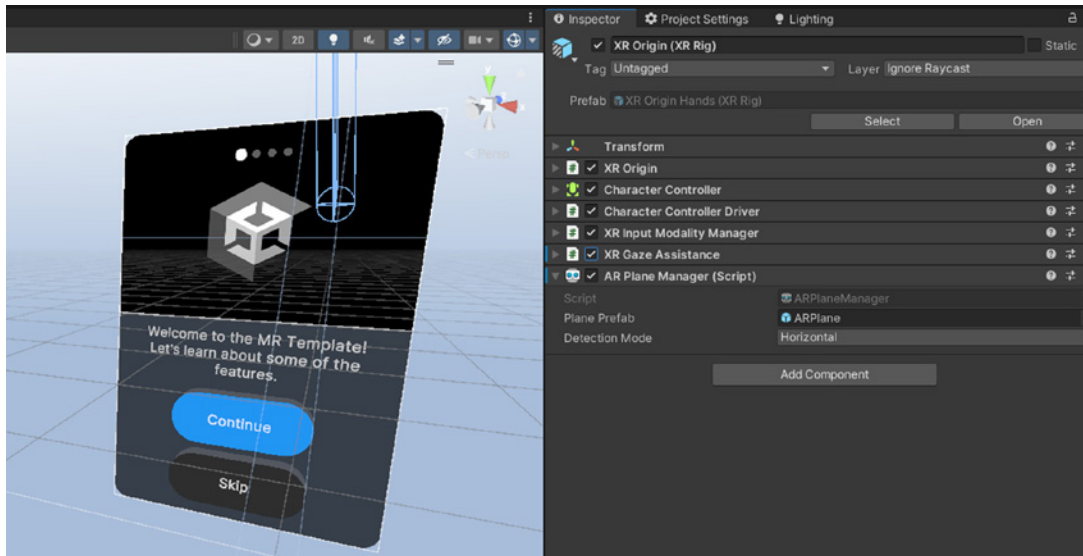 Inspector
Project Settings
Lighting
2D
XR Origin (XR Rig)
Static
Tag Untagged
Layer Ignore Raycast
Prefab XR Origin Hands (XR Rig)
Select
Open
Transform
XR Origin
Character Controller
Character Controller Driver
XR Input Modality Manager
XR Gaze Assistance
AR Plane Manager (Script)
Script ARPlaneManager
Plane Prefab ARPlane
Detection Mode Horizontal
Add Component
Persp
Welcome to the MR Template!
Let's learn about some of the
features.
Continue
Skip